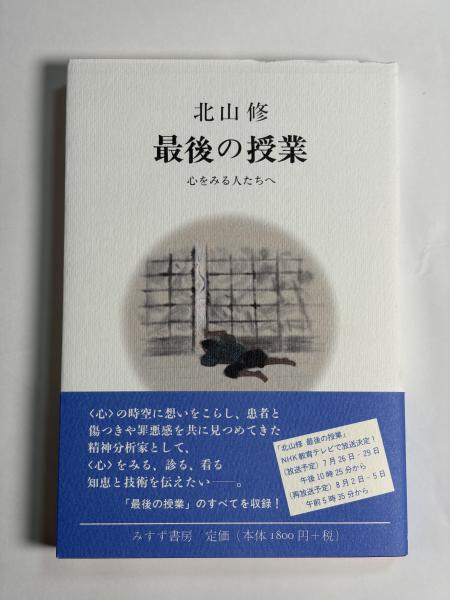 北山 修
最後の授業
心をみる人たちへ
〈心〉の時空に想いをこらし、患者と
傷つきや罪悪感を共に見つめてきた
精神分析家として、
〈心〉をみる、診る、看る
知恵と技術を伝えたい――。
「最後の授業」のすべてを収録！
「北山修 最後の授業」
NHK教育テレビで放送決定！
(放送予定) 7月26日-29日
午後10時25分から
(再放送予定) 8月2日-5日
午前5時35分から
みすず書房 定価（本体1800円+税）